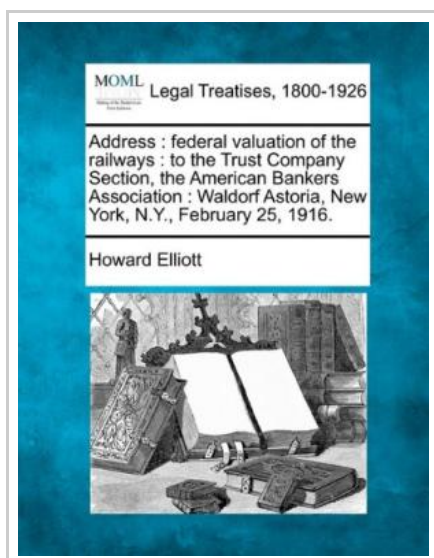 MOML
Legal Treatises, 1800-1926
Address : federal valuation of the
railways : to the Trust Company
Section, the American Bankers
Association : Waldorf Astoria, New
York, N.Y., February 25, 1916.
Howard Elliott